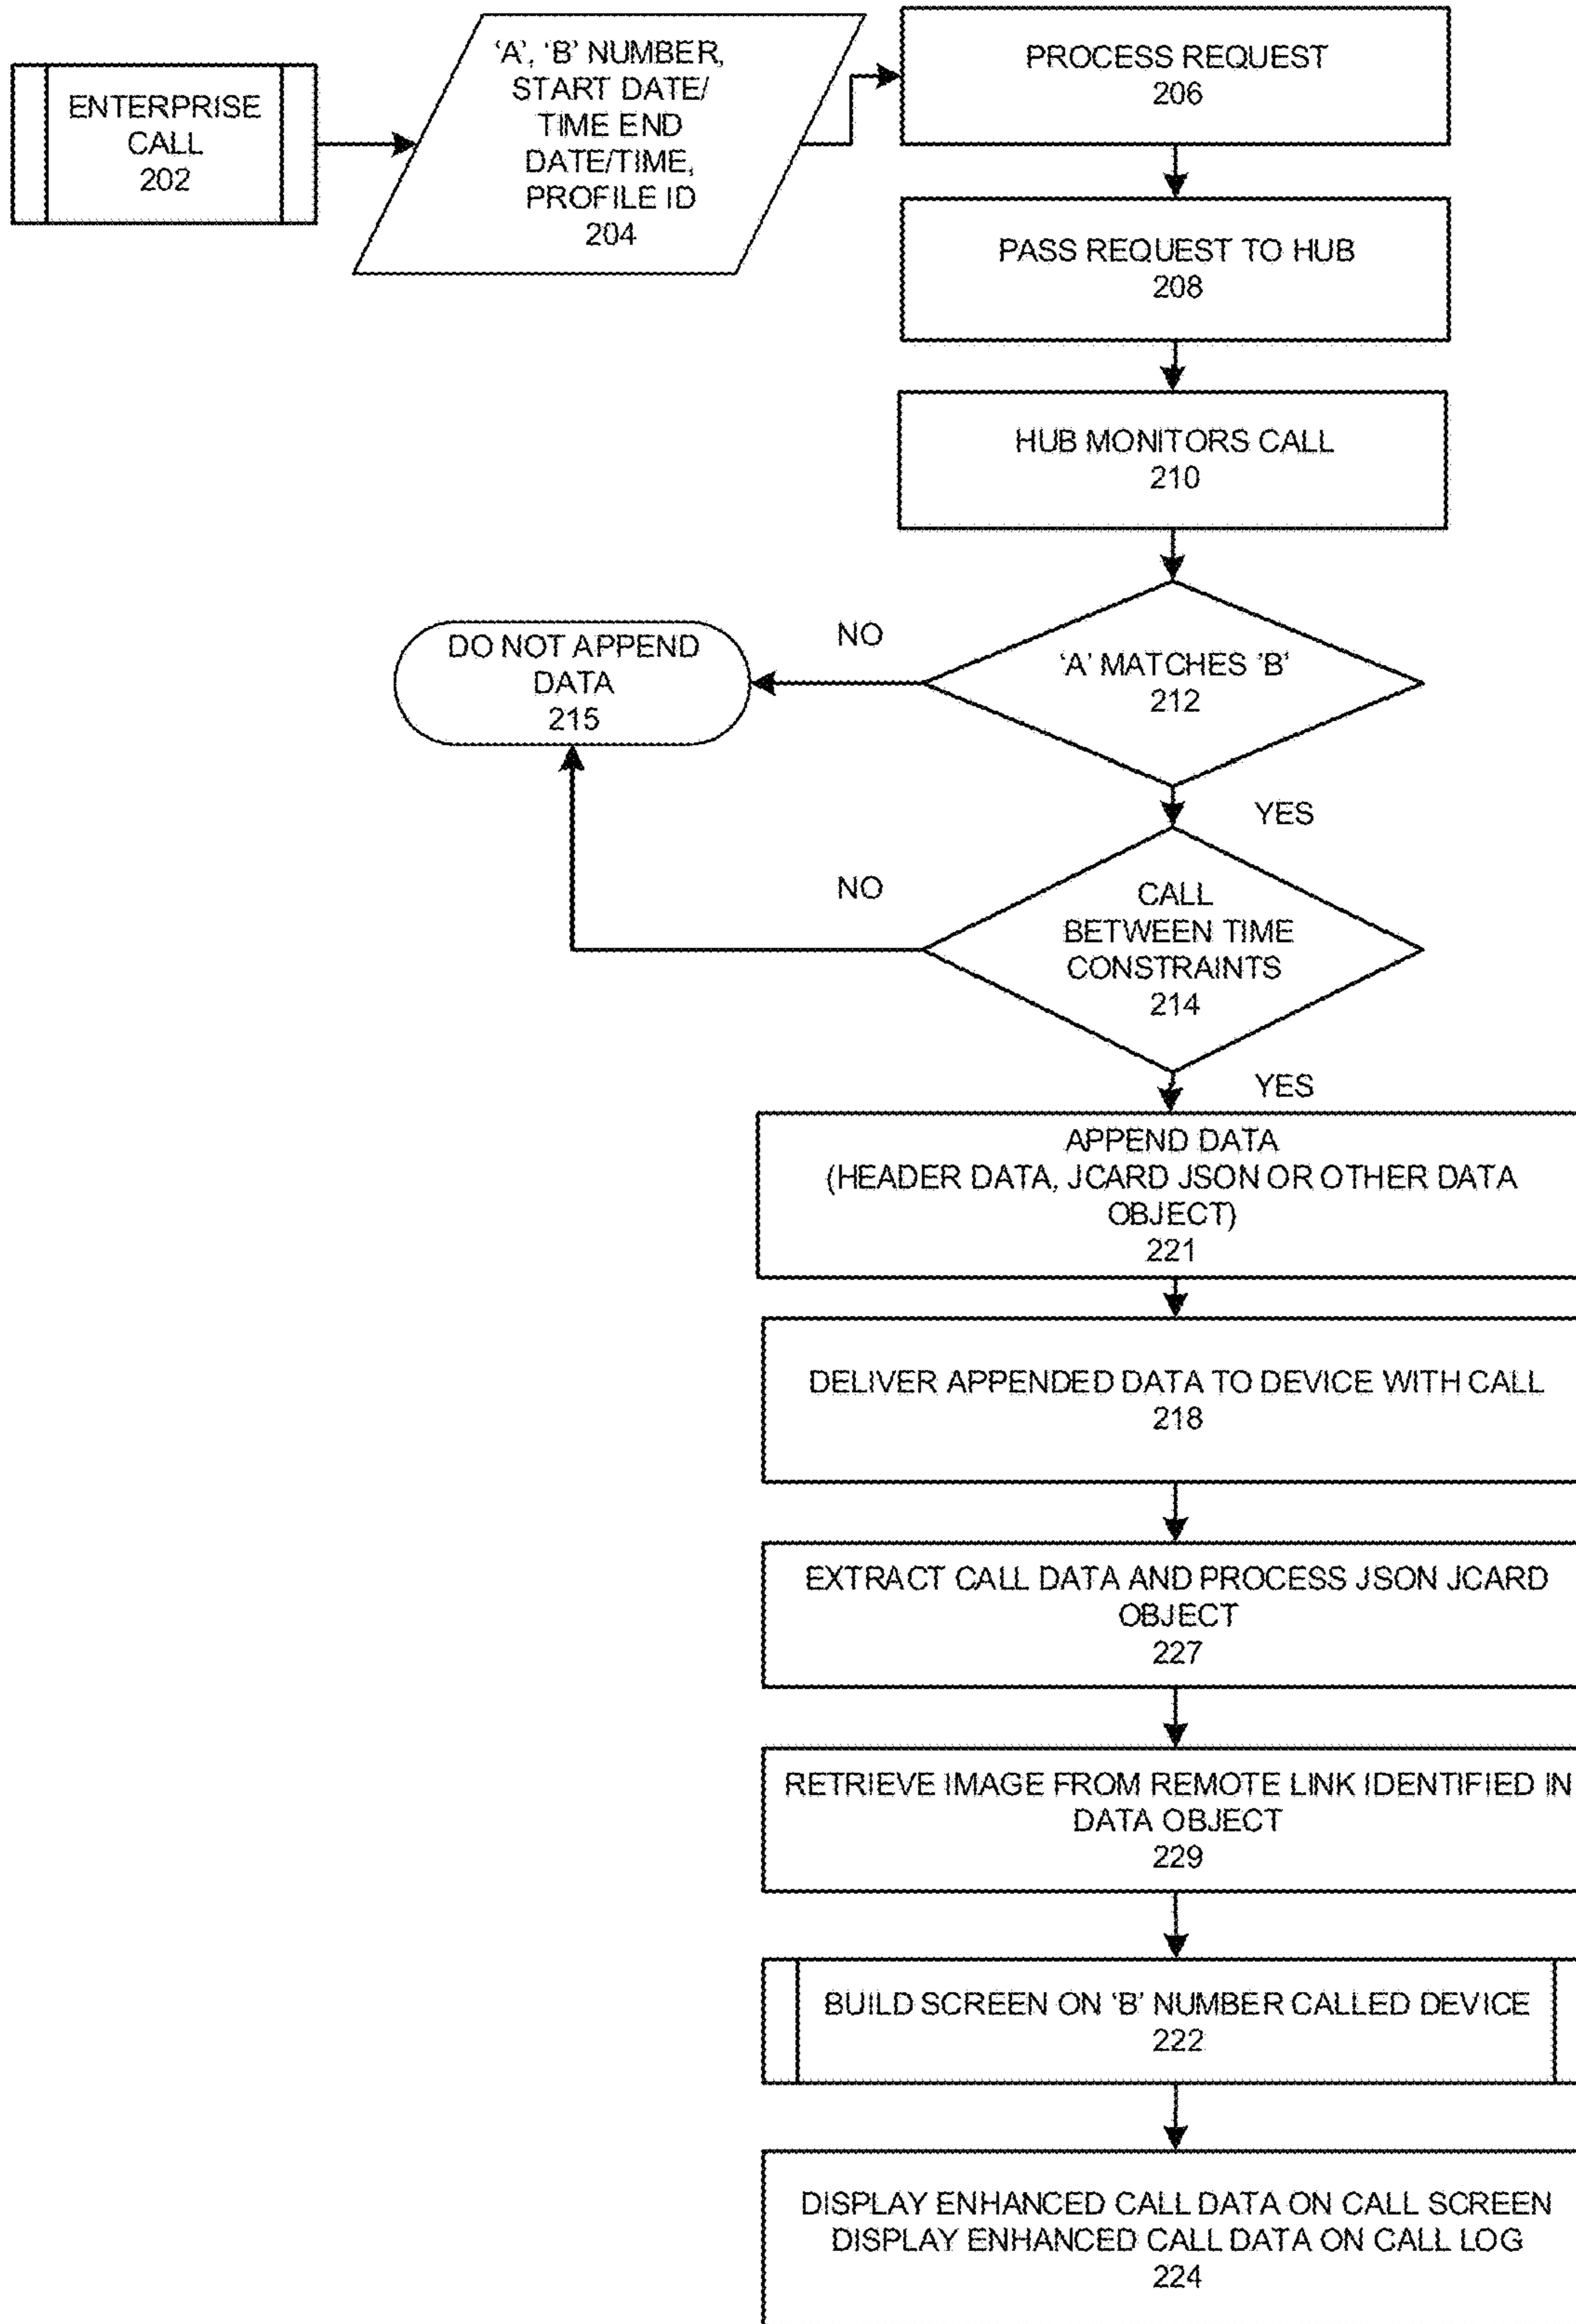 ENTERPRISE
CALL
202
‘A’, ‘B’ NUMBER,
START DATE/
TIME END
DATE/TIME,
PROFILE ID
204
PROCESS REQUEST
206
PASS REQUEST TO HUB
208
HUB MONITORS CALL
210
‘A’ MATCHES ’B’
212
NO
DO NOT APPEND
DATA
215
YES
CALL
BETWEEN TIME
CONSTRAINTS
214
NO
YES
APPEND DATA
(HEADER DATA, JCARD JSON OR OTHER DATA
OBJECT)
221
DELIVER APPENDED DATA TO DEVICE WITH CALL
218
EXTRACT CALL DATA AND PROCESS JSON JCARD
OBJECT
227
RETRIEVE IMAGE FROM REMOTE LINK IDENTIFIED IN
DATA OBJECT
229
BUILD SCREEN ON ‘B’ NUMBER CALLED DEVICE
222
DISPLAY ENHANCED CALL DATA ON CALL SCREEN
DISPLAY ENHANCED CALL DATA ON CALL LOG
224